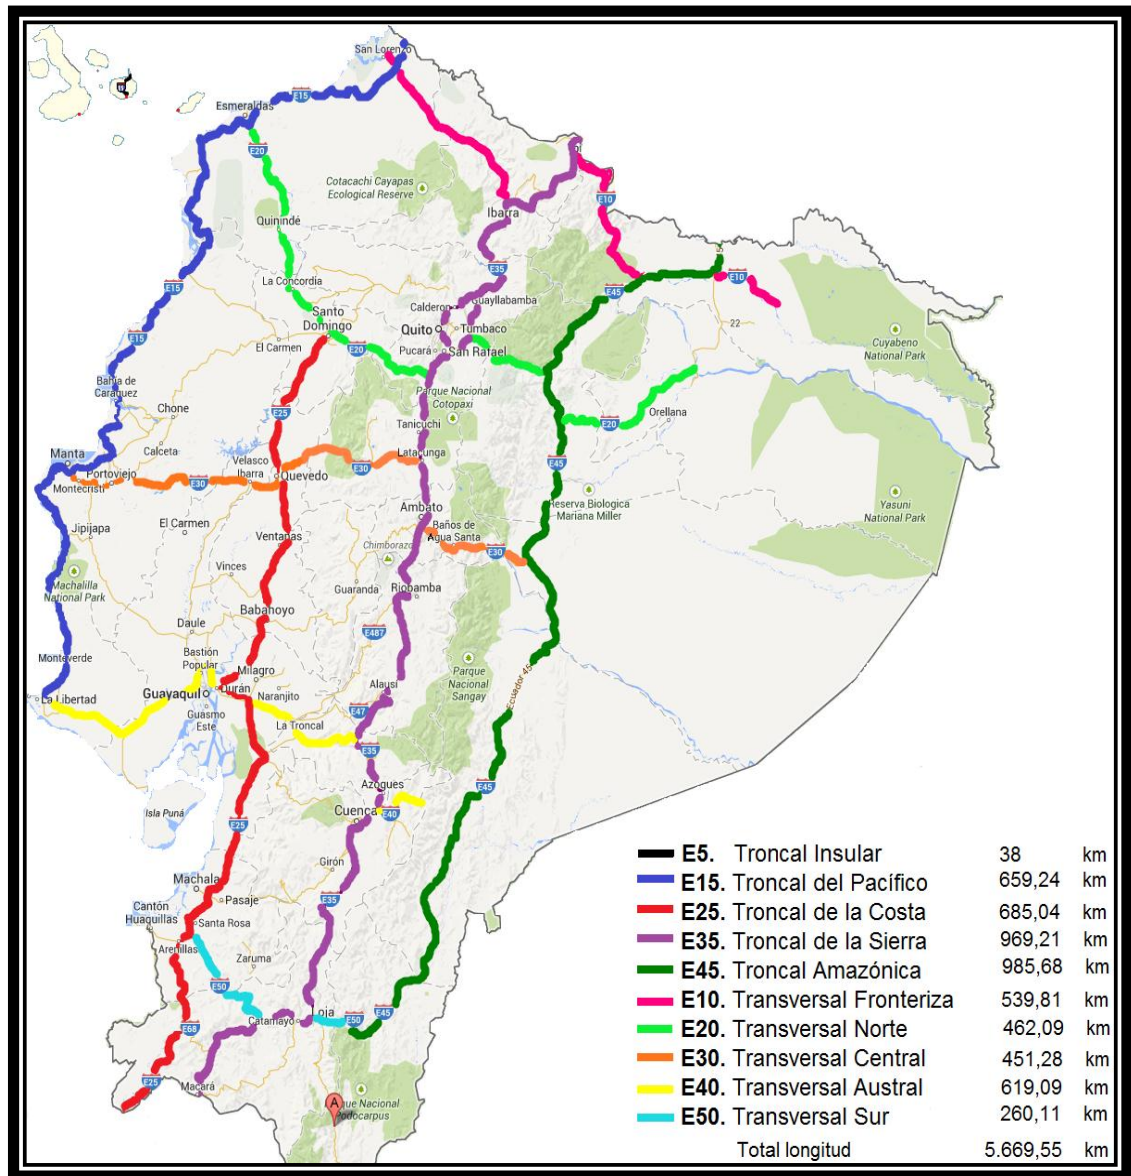 San Lorenzo
E15
Esmeraldas
E20
Cotacachi Cayapas
Ecological Reserve
E10
Ibarra
Quinindé
E35
E15
La Concordia
E45
E10
Guayllabamba
Calderon
Santo
Domingo
Quito
Tumbaco
22
E15
El Carmen
E20
Pucará
San Rafael
Cuyabeno
National Park
Bahía de
Caraquez
Parque Nacional
Cotopaxi
Chone
E25
Tanicuchi
Orellana
E20
Calceta
Manta
Latacunga
Velasco
Ibarra
Quevedo
E30
E45
Portoviejo
Montecristi
E30
Reserva Biologica
Mariana Miller
Yasuni
National Park
Ambato
Jipijapa
El Carmen
Baños de
Agua Santa
Ventanas
Chimborazo
E30
Vinces
Machalilla
National Park
Guaranda
Riobamba
Babahoyo
Daule
E487
Bastión
Popular
Monteverde
Parque
Nacional
Sangay
Ecuador 45
Milagro
Alausí
La Libertad
Guayaquil
Durán
Naranjito
Guasmo
Este
La Troncal
E47
E35
E45
Azogues
Isla Puná
Cuenca
E40
E25
Girón
Machala
Pasaje
E35
Cantón
Huaquillas
Santa Rosa
Arenillas
Zaruma
E50
Loja
E50
E45
Catamayo
E68
E25
Macará
A
Parque Nacional
Podocarpus
E5. Troncal Insular 38 km
E15. Troncal del Pacífico 659,24 km
E25. Troncal de la Costa 685,04 km
E35. Troncal de la Sierra 969,21 km
E45. Troncal Amazónica 985,68 km
E10. Transversal Fronteriza 539,81 km
E20. Transversal Norte 462,09 km
E30. Transversal Central 451,28 km
E40. Transversal Austral 619,09 km
E50. Transversal Sur 260,11 km
Total longitud 5.669,55 km